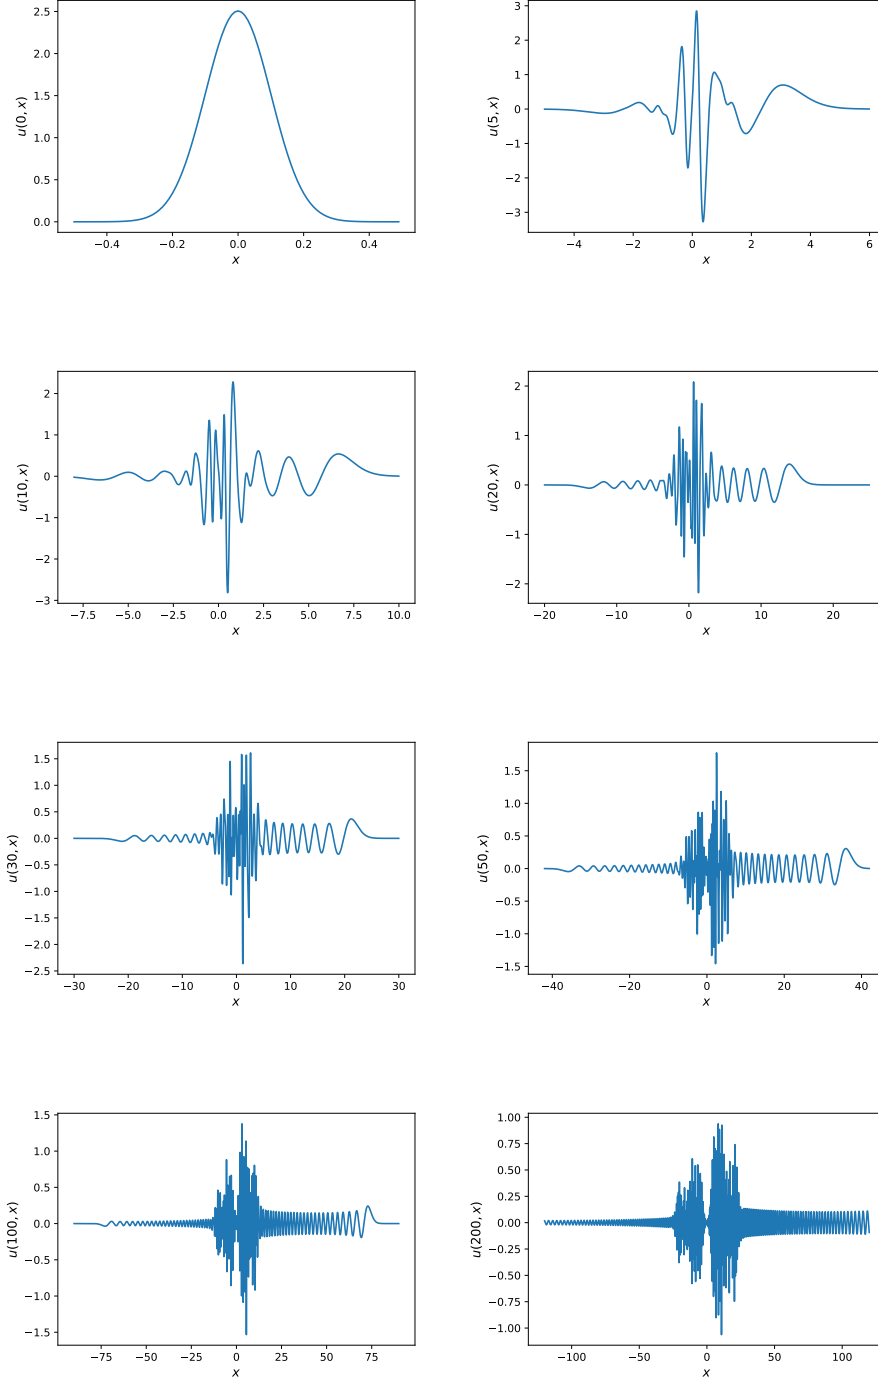 2.5
2.0
1.5
1.0
0.5
0.0
u(0, x)
−0.4 −0.2 0.0 0.2 0.4
x
3
2
1
0
−1
−2
−3
u(5, x)
−4 −2 0 2 4 6
x
2
1
0
−1
−2
−3
u(10, x)
−7.5 −5.0 −2.5 0.0 2.5 5.0 7.5 10.0
x
2
1
0
−1
−2
u(20, x)
−20 −10 0 10 20
x
1.5
1.0
0.5
0.0
−0.5
−1.0
−1.5
−2.0
−2.5
u(30, x)
−30 −20 −10 0 10 20 30
x
1.5
1.0
0.5
0.0
−0.5
−1.0
−1.5
u(50, x)
−40 −20 0 20 40
x
1.5
1.0
0.5
0.0
−0.5
−1.0
−1.5
u(100, x)
−75 −50 −25 0 25 50 75
x
1.00
0.75
0.50
0.25
0.00
−0.25
−0.50
−0.75
−1.00
u(200, x)
−100 −50 0 50 100
x